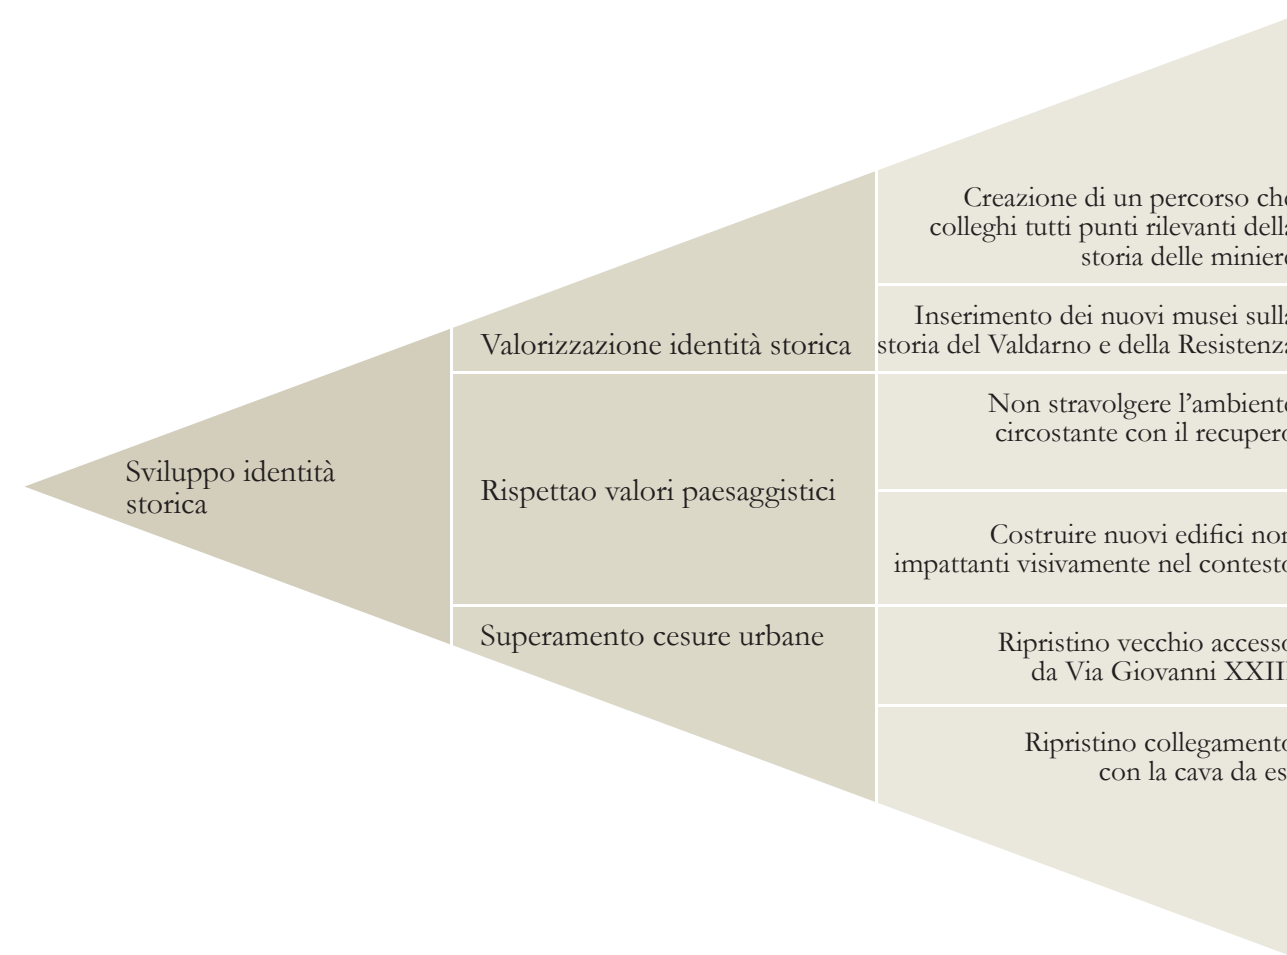 Sviluppo identità
storica
Valorizzazione identità storica
Rispettao valori paesaggistici
Superamento cesure urbane
Creazione di un percorso che
colleghi tutti punti rilevanti della
storia delle miniere
Inserimento dei nuovi musei sulla
storia del Valdarno e della Resistenza
Non stravolgere l’ambiente
circostante con il recupero
Costruire nuovi edifici non
impattanti visivamente nel contesto
Ripristino vecchio accesso
da Via Giovanni XXIII
Ripristino collegamento
con la cava da es